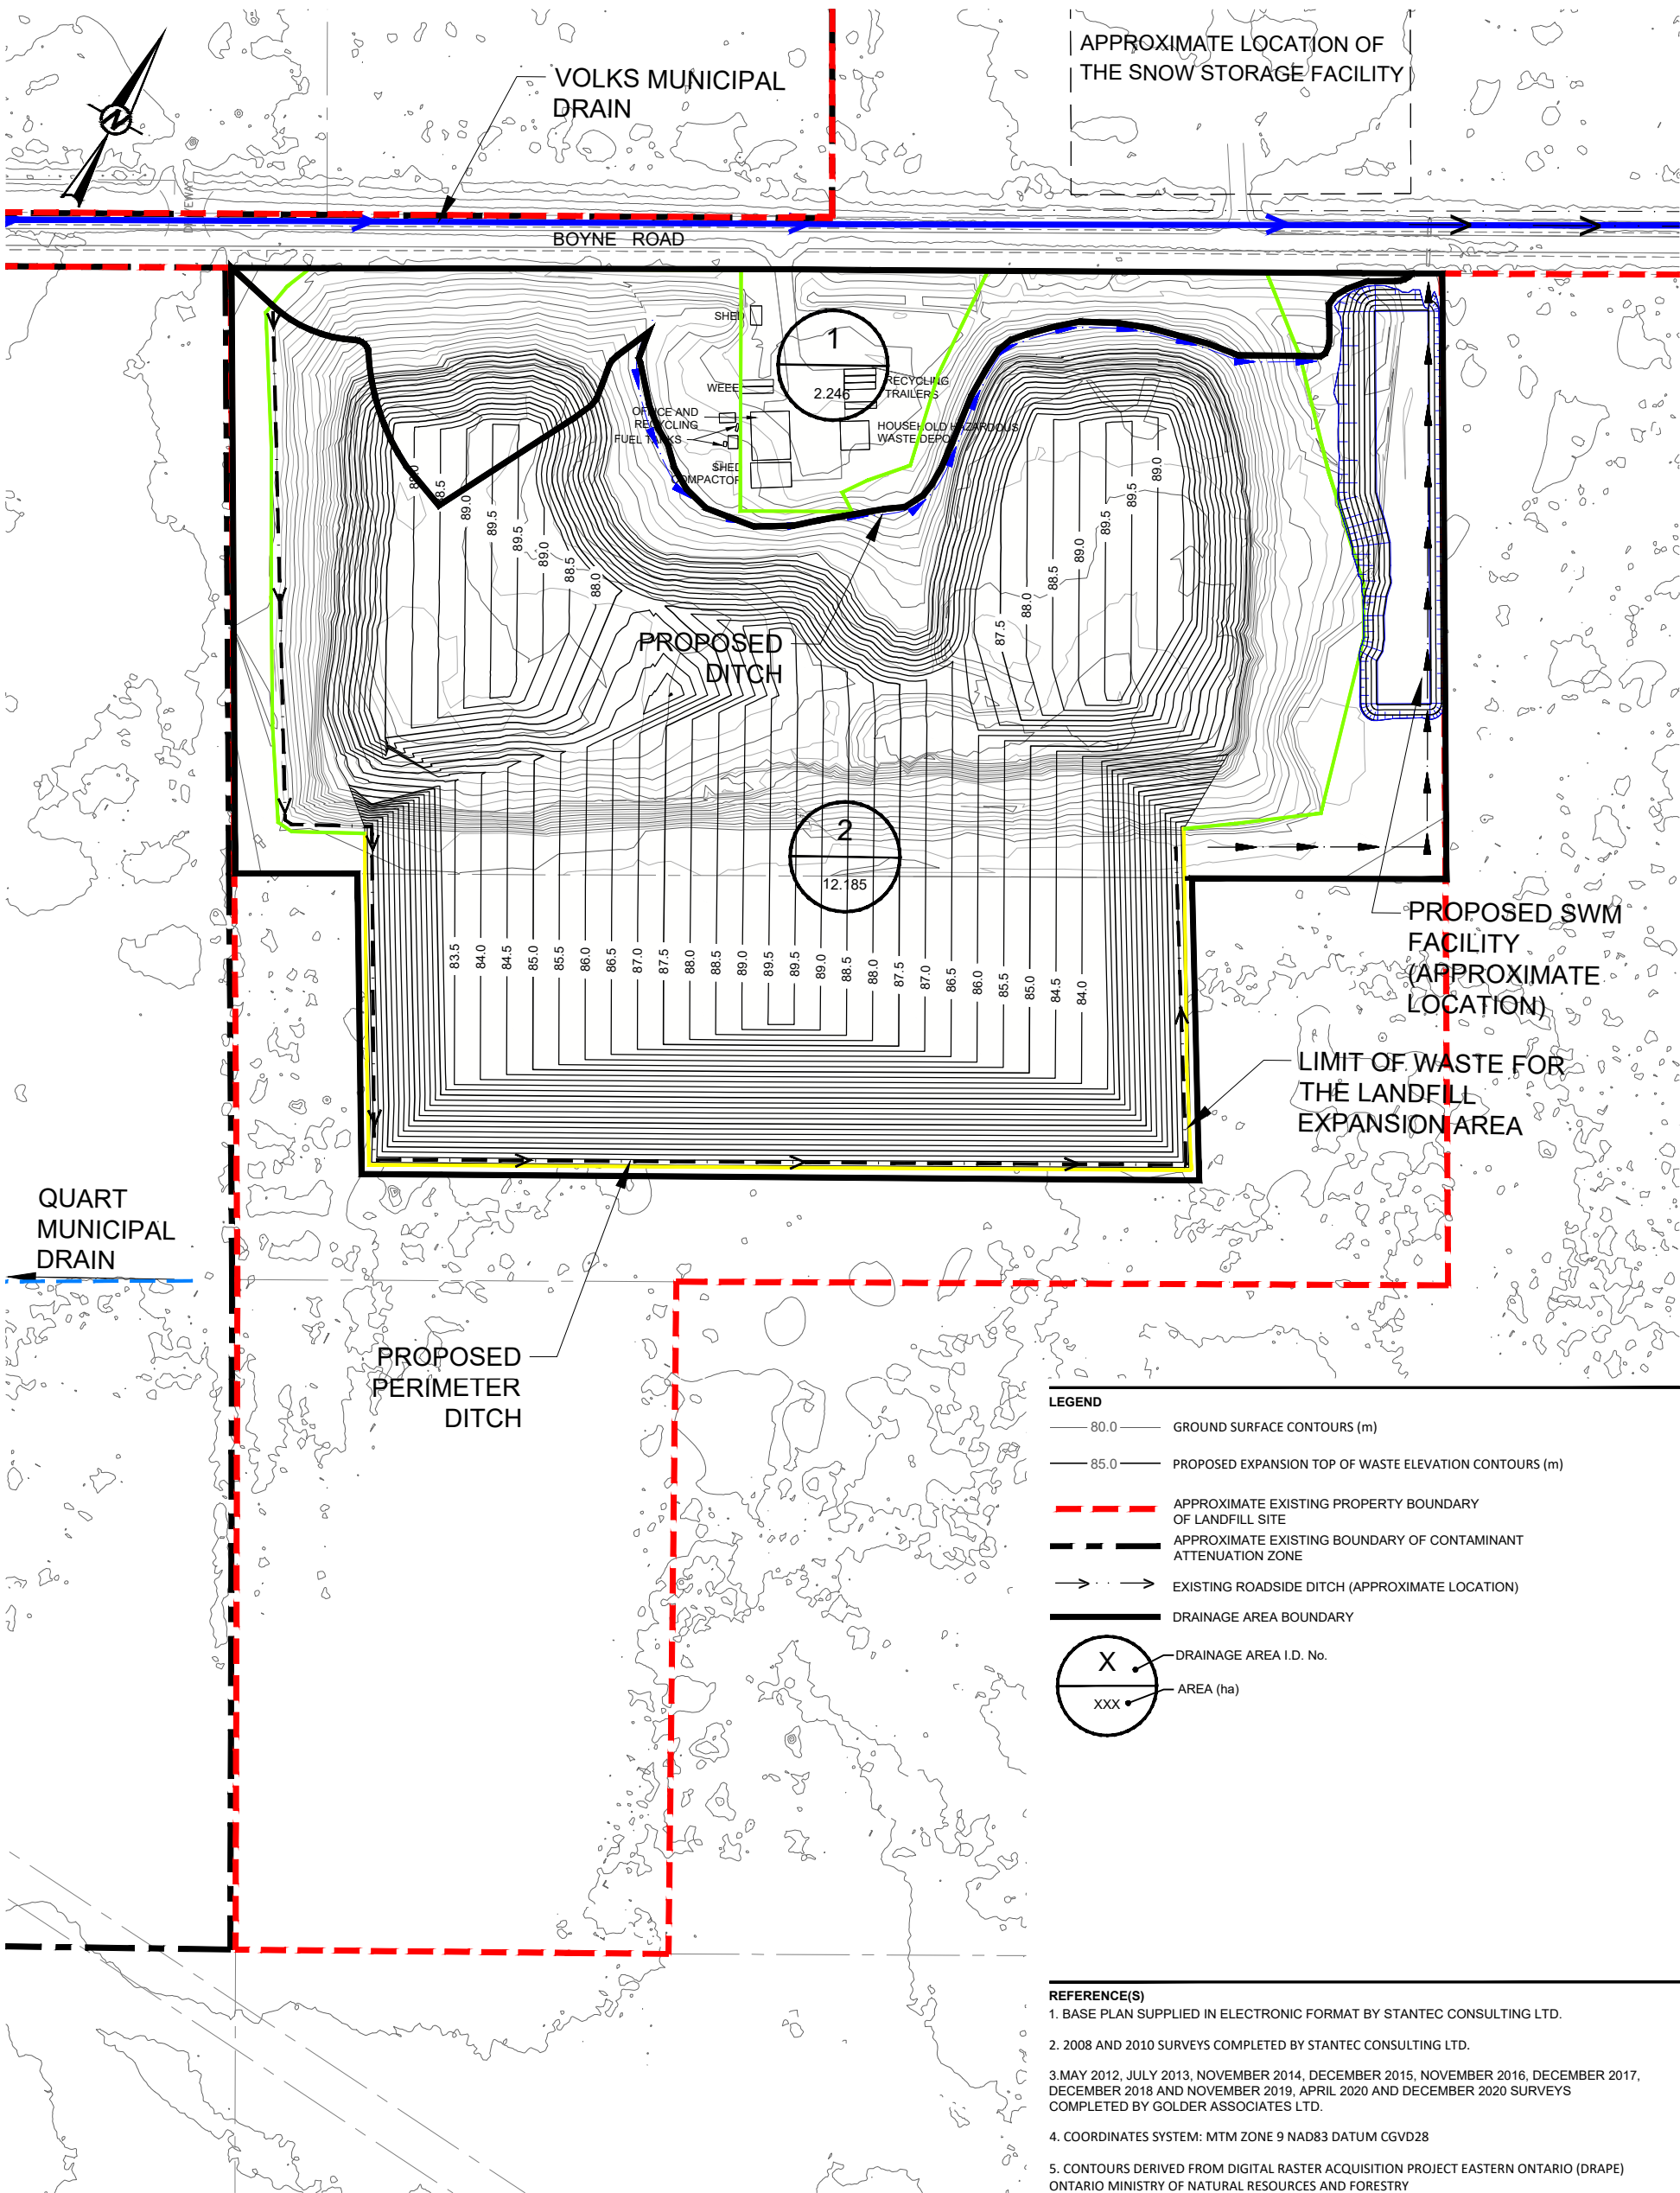 APPROXIMATE LOCATION OF
THE SNOW STORAGE FACILITY
VOLKS MUNICIPAL
DRAIN
N
BOYNE ROAD
SHED
1
2.246
WEEE
RECYCLING
TRAILERS
OFFICE AND
RECYCLING
FUEL TANKS
HOUSEHOLD HAZARDOUS
WASTE DEPOT
SHED
COMPACTOR
88.0
88.5
89.0
89.5
89.5
89.0
88.5
88.0
87.5
88.0
88.5
89.0
89.5
89.5
89.0
89.0
PROPOSED
DITCH
2
12.185
83.5
84.0
84.5
85.0
85.5
86.0
86.5
87.0
87.5
88.0
88.5
89.0
89.5
89.5
89.0
88.5
88.0
87.5
87.0
86.5
86.0
85.5
85.0
84.5
84.0
PROPOSED SWM
FACILITY
(APPROXIMATE
LOCATION)
LIMIT OF WASTE FOR
THE LANDFILL
EXPANSION AREA
QUART
MUNICIPAL
DRAIN
PROPOSED
PERIMETER
DITCH
LEGEND
80.0 GROUND SURFACE CONTOURS (m)
85.0 PROPOSED EXPANSION TOP OF WASTE ELEVATION CONTOURS (m)
APPROXIMATE EXISTING PROPERTY BOUNDARY
OF LANDFILL SITE
APPROXIMATE EXISTING BOUNDARY OF CONTAMINANT
ATTENUATION ZONE
EXISTING ROADSIDE DITCH (APPROXIMATE LOCATION)
DRAINAGE AREA BOUNDARY
X
DRAINAGE AREA I.D. No.
XXX
AREA (ha)
REFERENCE(S)
1. BASE PLAN SUPPLIED IN ELECTRONIC FORMAT BY STANTEC CONSULTING LTD.
2. 2008 AND 2010 SURVEYS COMPLETED BY STANTEC CONSULTING LTD.
3.MAY 2012, JULY 2013, NOVEMBER 2014, DECEMBER 2015, NOVEMBER 2016, DECEMBER 2017,
DECEMBER 2018 AND NOVEMBER 2019, APRIL 2020 AND DECEMBER 2020 SURVEYS
COMPLETED BY GOLDER ASSOCIATES LTD.
4. COORDINATES SYSTEM: MTM ZONE 9 NAD83 DATUM CGVD28
5. CONTOURS DERIVED FROM DIGITAL RASTER ACQUISITION PROJECT EASTERN ONTARIO (DRAPE)
ONTARIO MINISTRY OF NATURAL RESOURCES AND FORESTRY